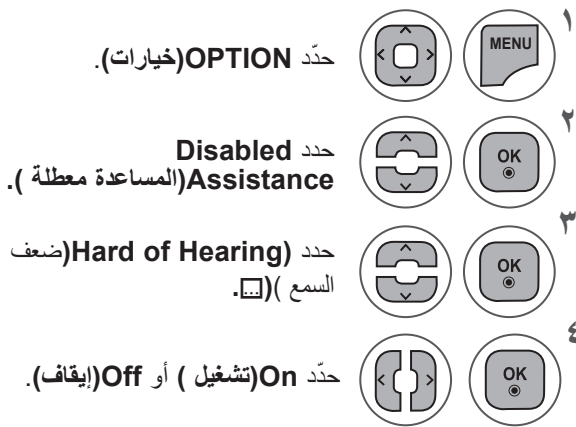 ١
MENU
حدّد OPTION(خيارات).
٢
OK
حدد Disabled
Assistance(المساعدة معطلة ).
٣
OK
حدد (Hard of Hearing(ضعف
السمع )(....).
٤
OK
حدّد On(تشغيل ) أو Off(إيقاف).